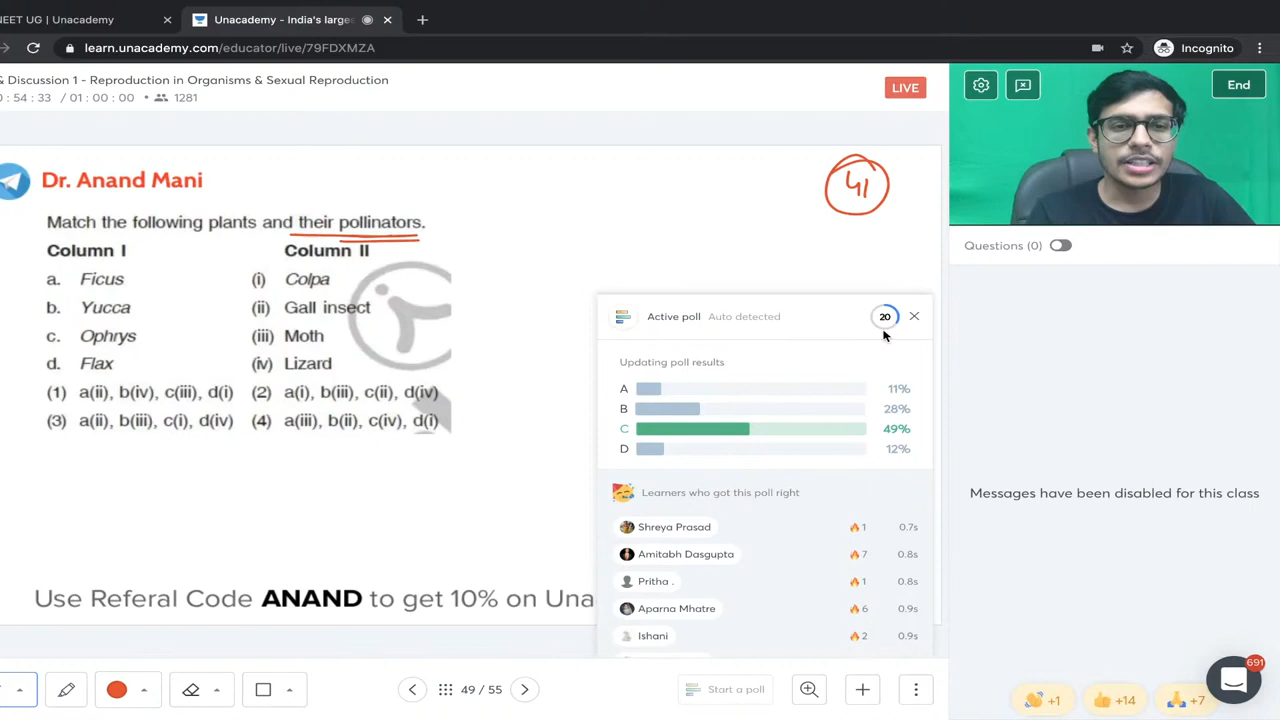 NEET UG | Unacademy
Unacademy - India's large
learn.unacademy.com/educator/live/79FDXMZA
Incognito
& Discussion 1 - Reproduction in Organisms & Sexual Reproduction
0 : 54 : 33 / 01 : 00 : 00 • 1281
LIVE
End
Dr. Anand Mani
41
Match the following plants and their pollinators.
Column I Column II
a. Ficus (i) Colpa
b. Yucca (ii) Gall insect
c. Ophrys (iii) Moth
d. Flax (iv) Lizard
(1) a(ii), b(iv), c(iii), d(i) (2) a(i), b(iii), c(ii), d(iv)
(3) a(ii), b(iii), c(i), d(iv) (4) a(iii), b(ii), c(iv), d(i)
Use Referal Code ANAND to get 10% on Una
Active poll Auto detected 20
Updating poll results
A 11%
B 28%
C 49%
D 12%
Learners who got this poll right
Shreya Prasad 1 0.7s
Amitabh Dasgupta 7 0.8s
Pritha . 1 0.8s
Aparna Mhatre 6 0.9s
Ishani 2 0.9s
Questions (0)
Messages have been disabled for this class
49 / 55
Start a poll
691
+1 +14 +7